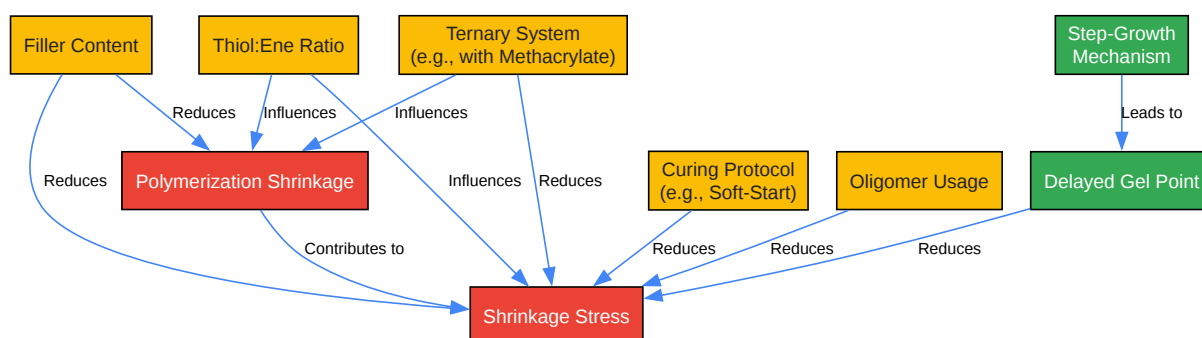 Filler Content
Thiol:Ene Ratio
Ternary System
(e.g., with Methacrylate)
Step-Growth
Mechanism
Reduces
Influences
Influences
Leads to
Polymerization Shrinkage
Reduces
Influences
Reduces
Curing Protocol
(e.g., Soft-Start)
Oligomer Usage
Delayed Gel Point
Contributes to
Reduces
Reduces
Reduces
Shrinkage Stress